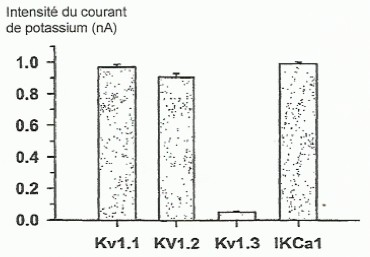 Intensité du courant
de potassium (nA)
1.0
0.8
0.6
0.4
0.2
0.0
Kv1.1 KV1.2 Kv1.3 IKCa1